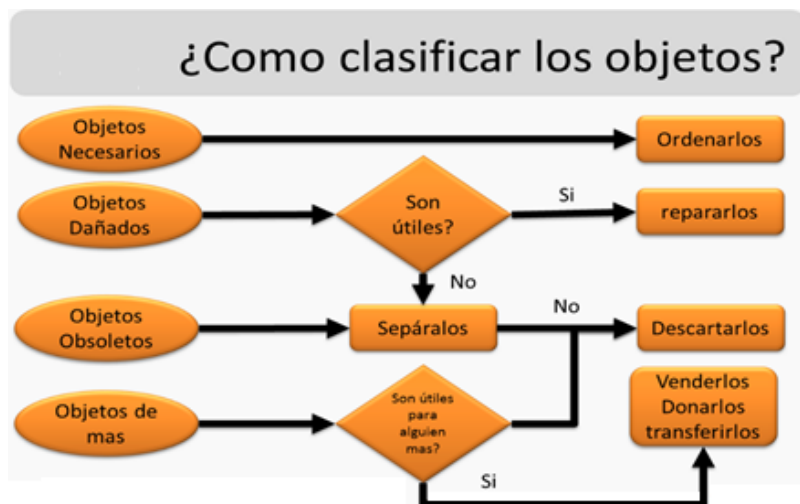 ¿Como clasificar los objetos?
Objetos
Necesarios
Ordenarlos
Objetos
Dañados
Son
útiles?
Si
repararlos
No
Objetos
Obsoletos
Sepáralos
No
Descartarlos
Objetos de
mas
Son útiles
para
alguien
mas?
Venderlos
Donarlos
transferirlos
Si